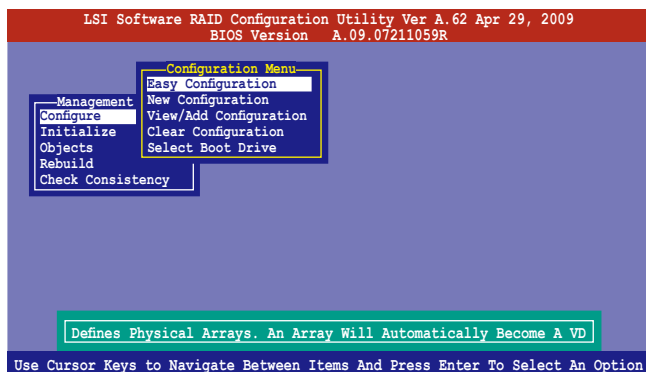 LSI Software RAID Configuration Utility Ver A.62 Apr 29, 2009
BIOS Version A.09.07211059R
Configuration Menu
Easy Configuration
New Configuration
View/Add Configuration
Clear Configuration
Select Boot Drive
Management
Configure
Initialize
Objects
Rebuild
Check Consistency
Defines Physical Arrays. An Array Will Automatically Become A VD
Use Cursor Keys to Navigate Between Items And Press Enter To Select An Option